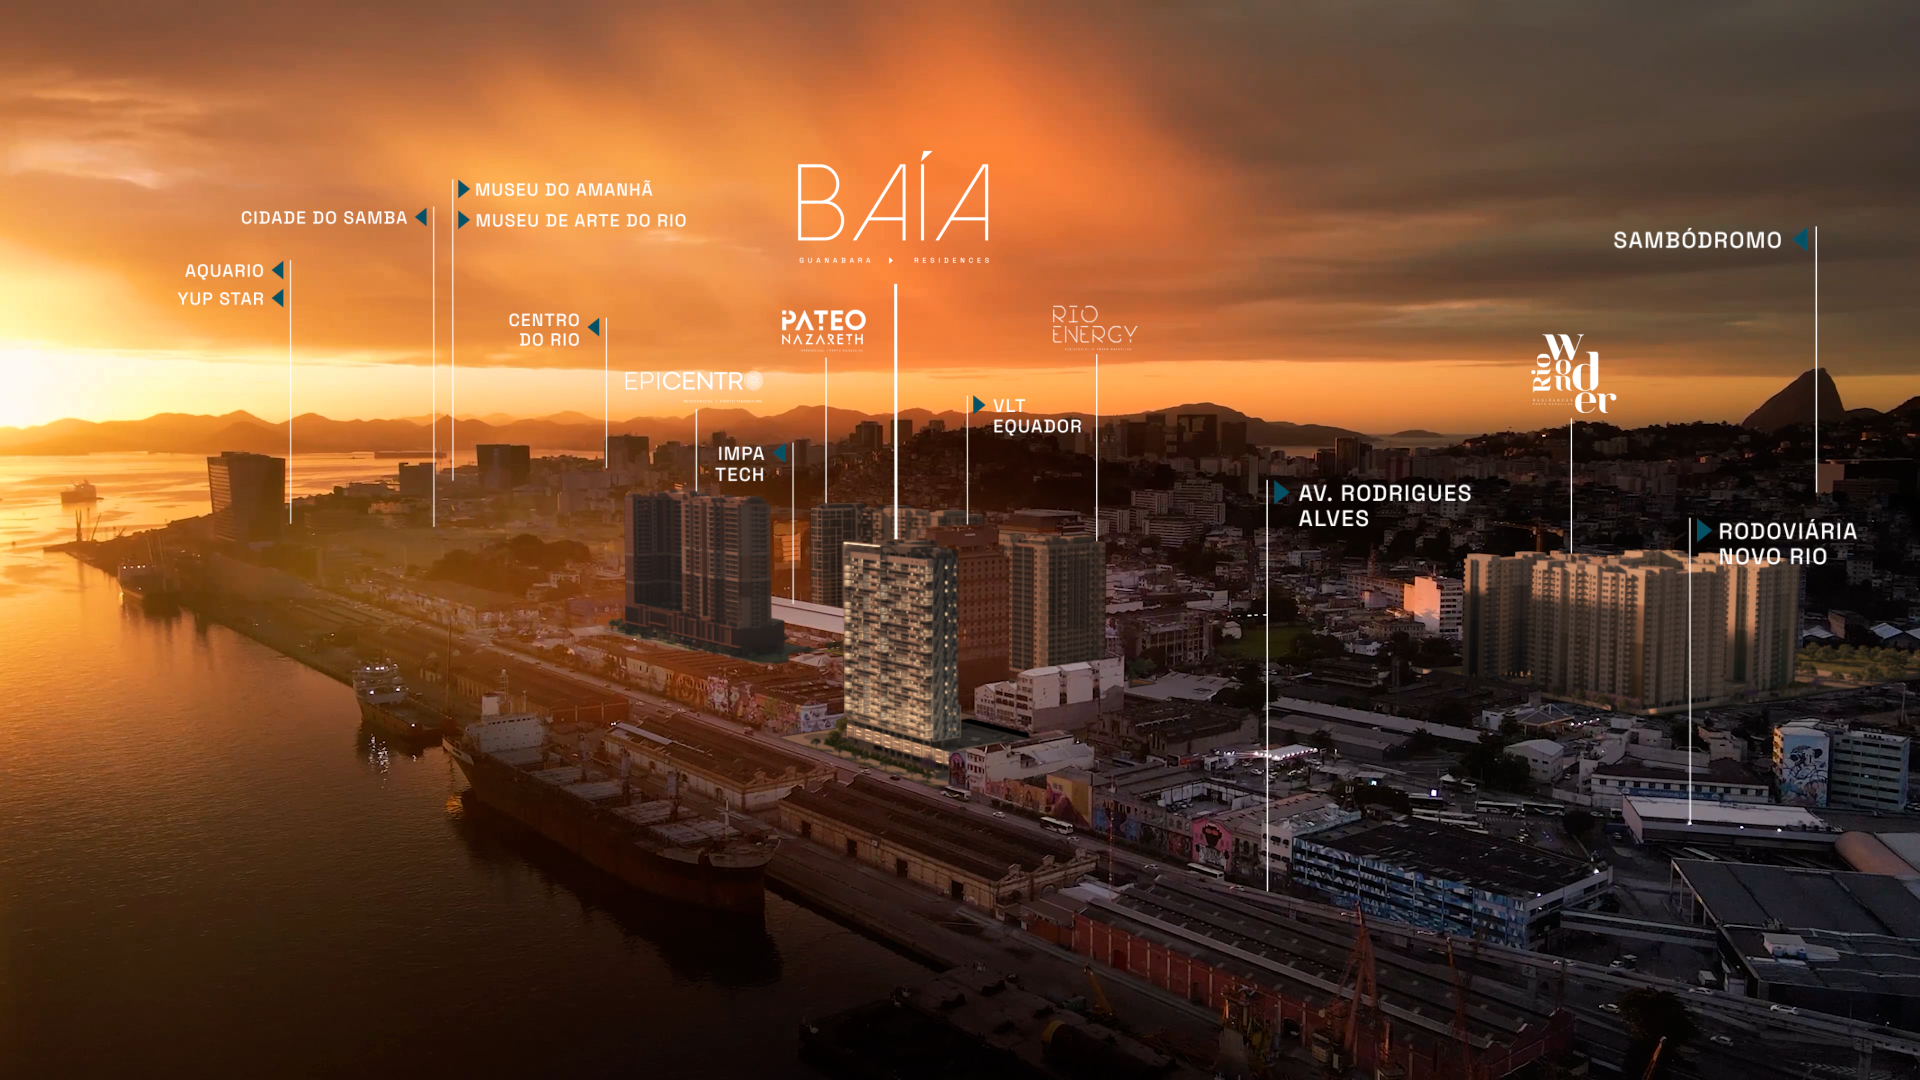 MUSEU DO AMANHÃ
CIDADE DO SAMBA
MUSEU DE ARTE DO RIO
AQUARIO
YUP STAR
CENTRO
DO RIO
EPICENTRO
IMPA
TECH
PATEO
NAZARETH
BAÍA
GUANABARA RESIDENCES
RIO
ENERGY
VLT
EQUADOR
AV. RODRIGUES
ALVES
Rio
Wonder
SAMBÓDROMO
RODOVIÁRIA
NOVO RIO